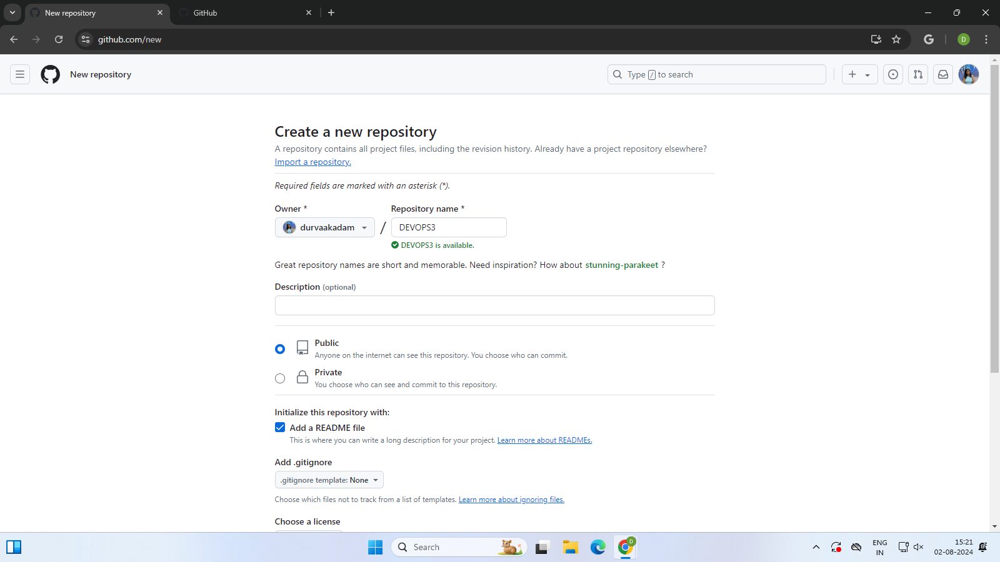 New repository
GitHub
github.com/new
D
New repository
Type / to search
Create a new repository
A repository contains all project files, including the revision history. Already have a project repository elsewhere?
Import a repository.
Required fields are marked with an asterisk (*).
Owner *
Repository name *
durvaakadam
/
DEVOPS3
DEVOPS3 is available.
Great repository names are short and memorable. Need inspiration? How about stunning-parakeet ?
Description (optional)
Public
Anyone on the internet can see this repository. You choose who can commit.
Private
You choose who can see and commit to this repository.
Initialize this repository with:
Add a README file
This is where you can write a long description for your project. Learn more about READMEs.
Add .gitignore
.gitignore template: None
Choose which files not to track from a list of templates. Learn more about ignoring files.
Choose a license
Search
D
ENG
IN
15:21
02-08-2024